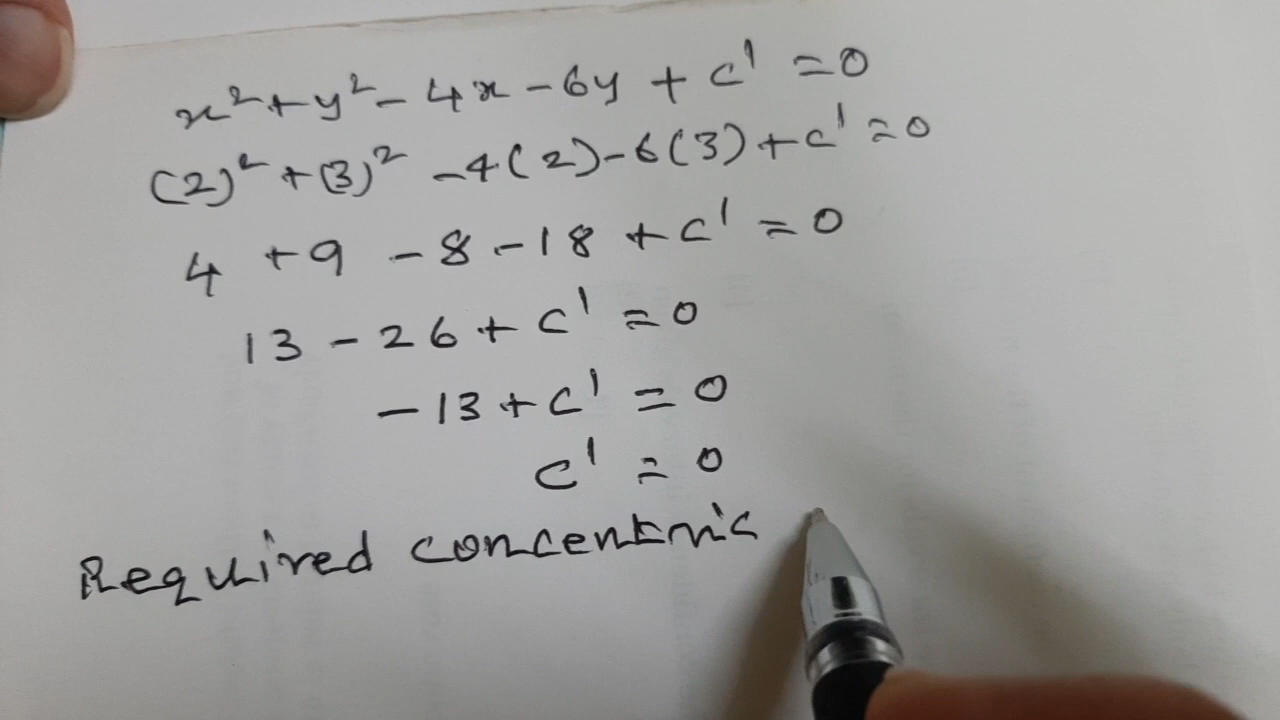 x² + y² - 4x - 6y + c' = 0
(2)² + (3)² - 4(2) - 6(3) + c' = 0
4 + 9 - 8 - 18 + c' = 0
13 - 26 + c' = 0
- 13 + c' = 0
c' = 0
Required concentric